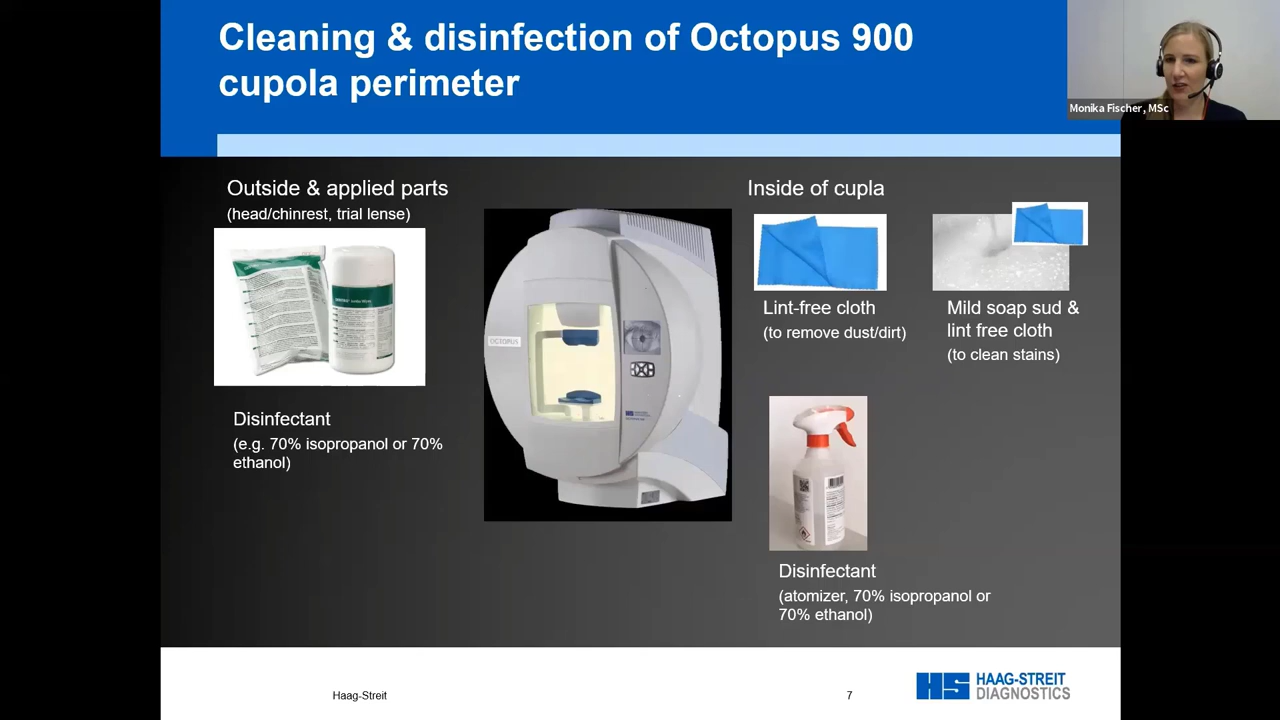 Cleaning & disinfection of Octopus 900
cupola perimeter
Monika Fischer, MSc
Outside & applied parts
(head/chinrest, trial lense)
Disinfectant
(e.g. 70% isopropanol or 70%
ethanol)
OCTOPUS
Inside of cupla
Lint-free cloth
(to remove dust/dirt)
Mild soap sud &
lint free cloth
(to clean stains)
Disinfectant
(atomizer, 70% isopropanol or
70% ethanol)
Haag-Streit
7
HS HAAG-STREIT
DIAGNOSTICS